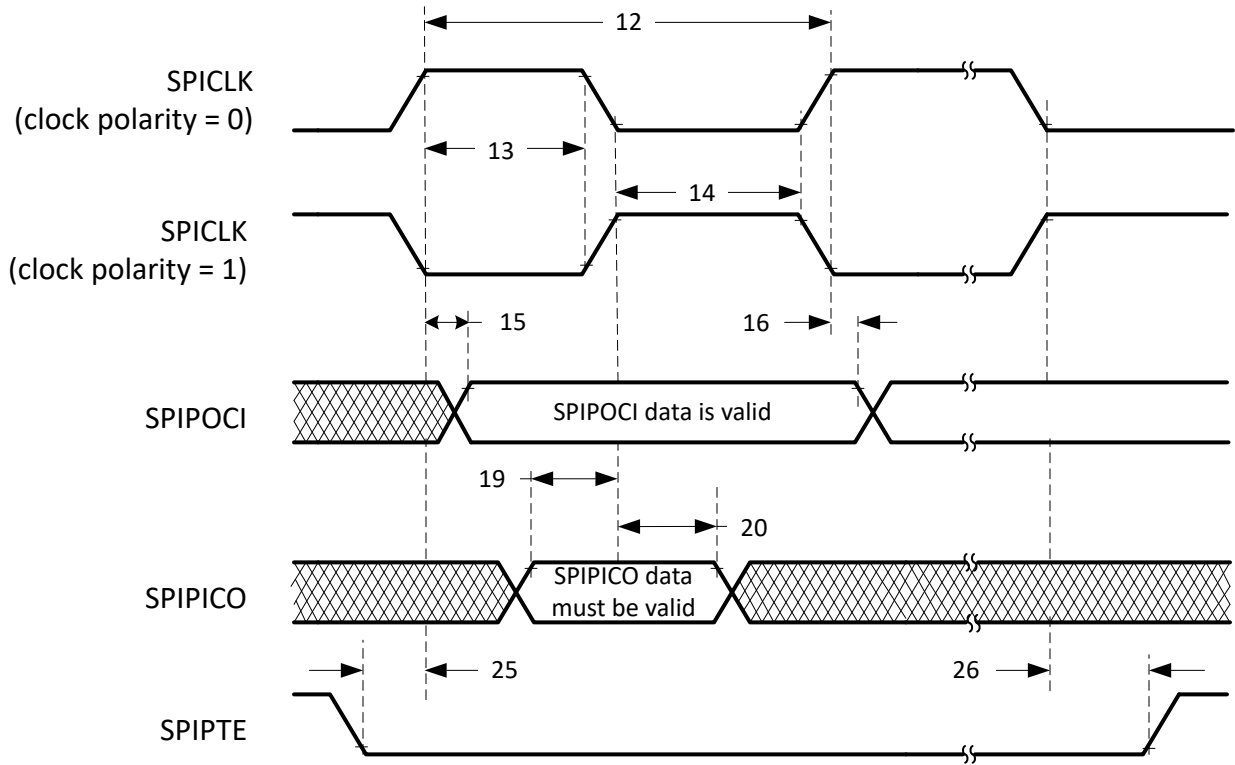 12
SPICLK
(clock polarity = 0)
13
14
SPICLK
(clock polarity = 1)
15
16
SPIPOCI
SPIPOCI data is valid
19
20
SPIPICO
SPIPICO data
must be valid
25
26
SPIPTE